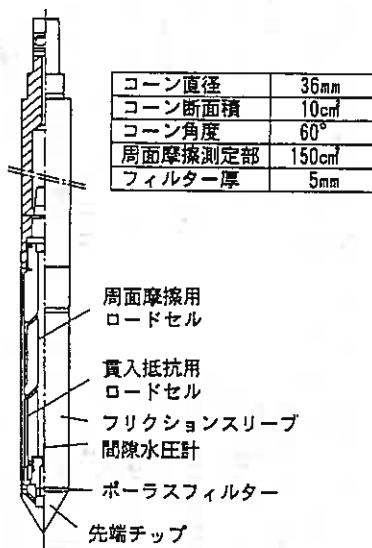 コーン直径 36mm
コーン断面積 10c㎡
コーン角度 60°
周面摩擦測定部 150c㎡
フィルター厚 5mm
周面摩擦用
ロードセル
貫入抵抗用
ロードセル
フリクションスリーブ
間隙水圧計
ポーラスフィルター
先端チップ